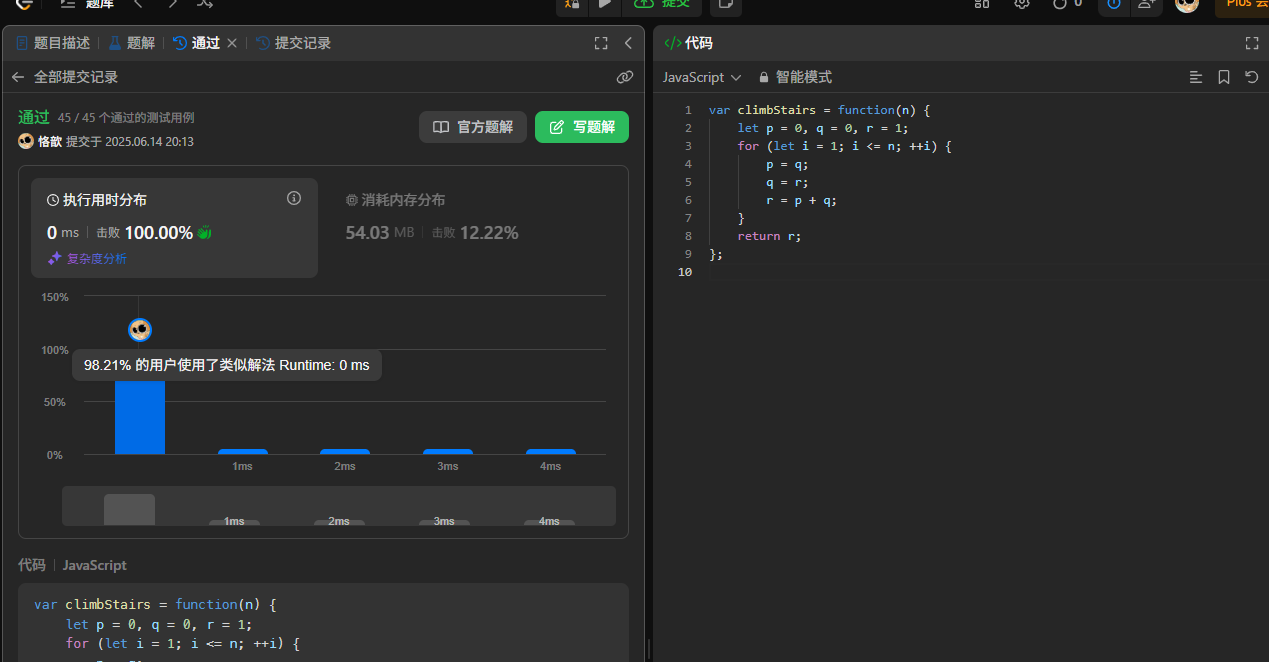 题库
提交
0
Plus 会
题目描述 | 题解 | 通过 | 提交记录
全部提交记录
通过 45 / 45 个通过的测试用例
恪歆 提交于 2025.06.14 20:13
官方题解
写题解
执行用时分布
0 ms | 击败 100.00%
复杂度分析
消耗内存分布
54.03 MB | 击败 12.22%
150%
100%
98.21% 的用户使用了类似解法 Runtime: 0 ms
50%
0%
1ms 2ms 3ms 4ms
1ms 2ms 3ms 4ms
代码 | JavaScript
var climbStairs = function(n) {
    let p = 0, q = 0, r = 1;
    for (let i = 1; i <= n; ++i) {
</> 代码
JavaScript 智能模式
1 var climbStairs = function(n) {
2     let p = 0, q = 0, r = 1;
3     for (let i = 1; i <= n; ++i) {
4         p = q;
5         q = r;
6         r = p + q;
7     }
8     return r;
9 };
10